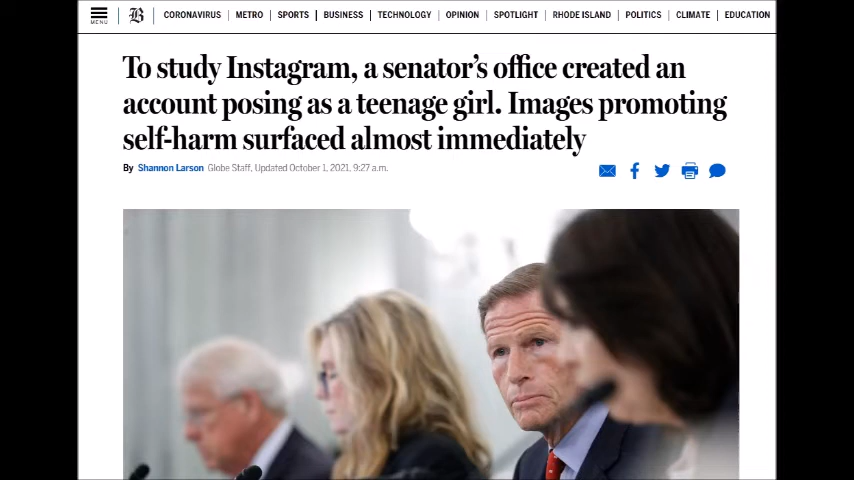 MENU
B
CORONAVIRUS | METRO | SPORTS | BUSINESS | TECHNOLOGY | OPINION | SPOTLIGHT | RHODE ISLAND | POLITICS | CLIMATE | EDUCATION
To study Instagram, a senator's office created an
account posing as a teenage girl. Images promoting
self-harm surfaced almost immediately
By Shannon Larson Globe Staff, Updated October 1, 2021, 9:27 a.m.